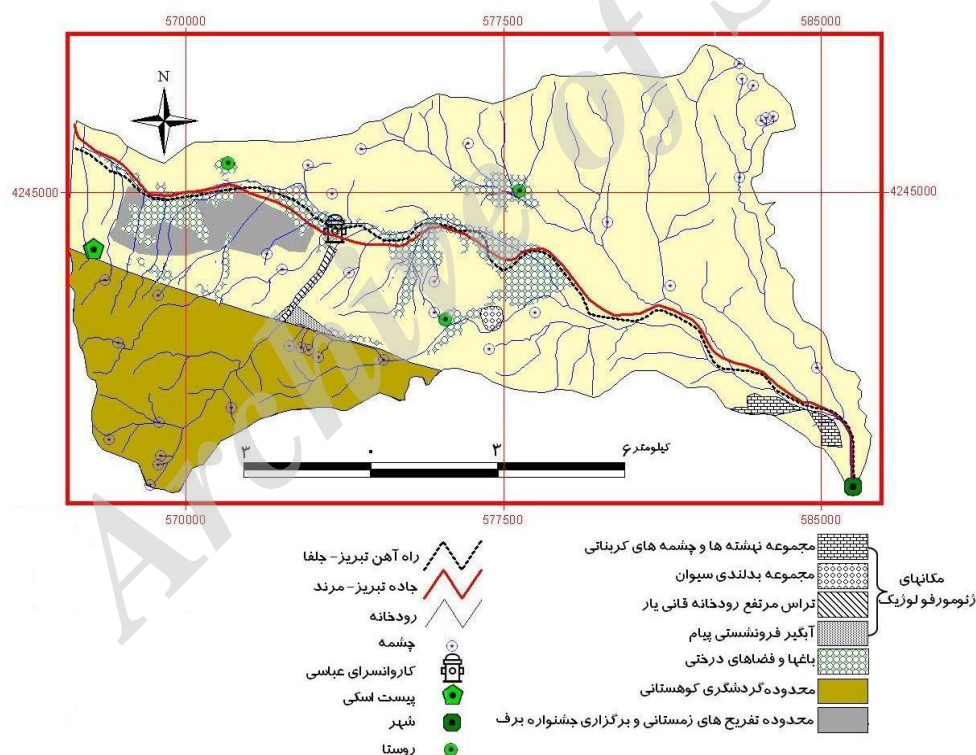 570000
577500
585000
N
4245000
4245000
۳
۰
۳
۶
کیلومتر
570000
577500
585000
راه آهن تبریز- جلفا
جاده تبریز- مرند
رودخانه
چشمه
کاروانسرای عباسی
پیست اسکی
شهر
روستا
مجموعه نهشته ها و چشمه های کربناتی
مجموعه بدلندی سیوان
تراس مرتفع رودخانه قانی یار
آبگیر فرونشستی پیام
باغها و فضاهای درختی
محدوده گردشگری کوهستانی
محدوده تفریح های زمستانی و برگزاری جشنواره برف
مکانهای
ژئومورفولوژیک
Archive of S